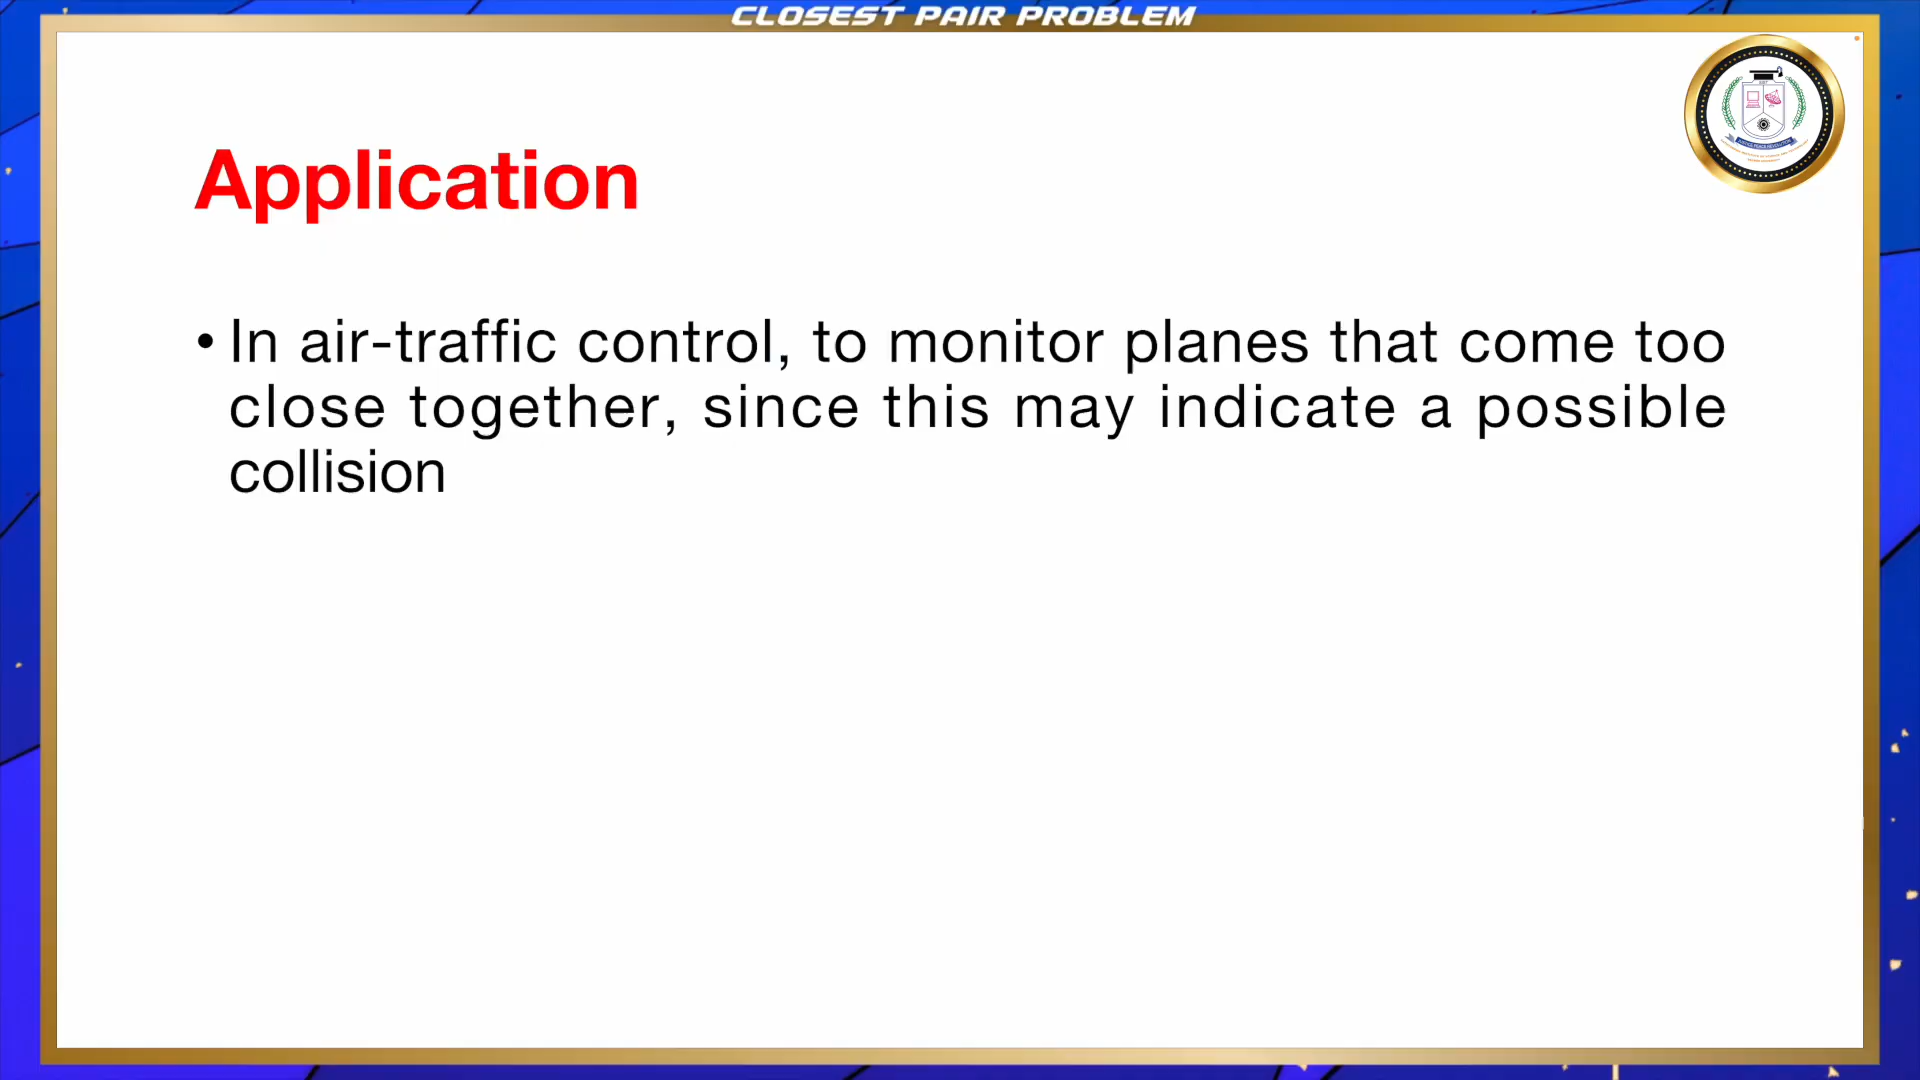 CLOSEST PAIR PROBLEM
Application
• In air-traffic control, to monitor planes that come too
close together, since this may indicate a possible
collision